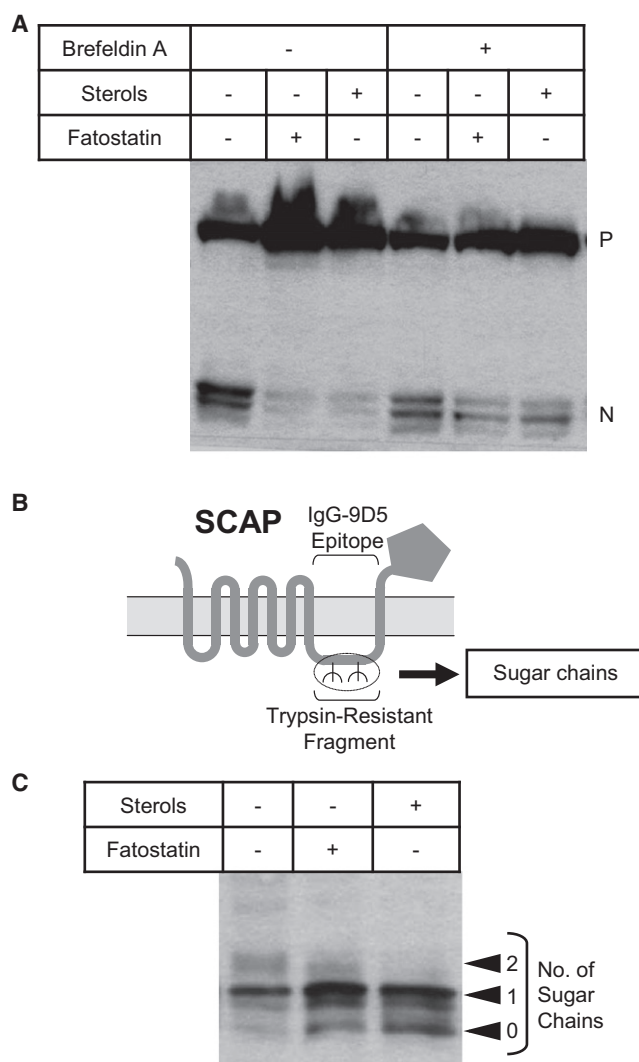 A
Brefeldin A - +
Sterols - - + - - +
Fatostatin - + - - + -
P
N
B
SCAP
IgG-9D5
Epitope
Sugar chains
Trypsin-Resistant
Fragment
C
Sterols - - +
Fatostatin - + -
2
1
0
No. of
Sugar
Chains